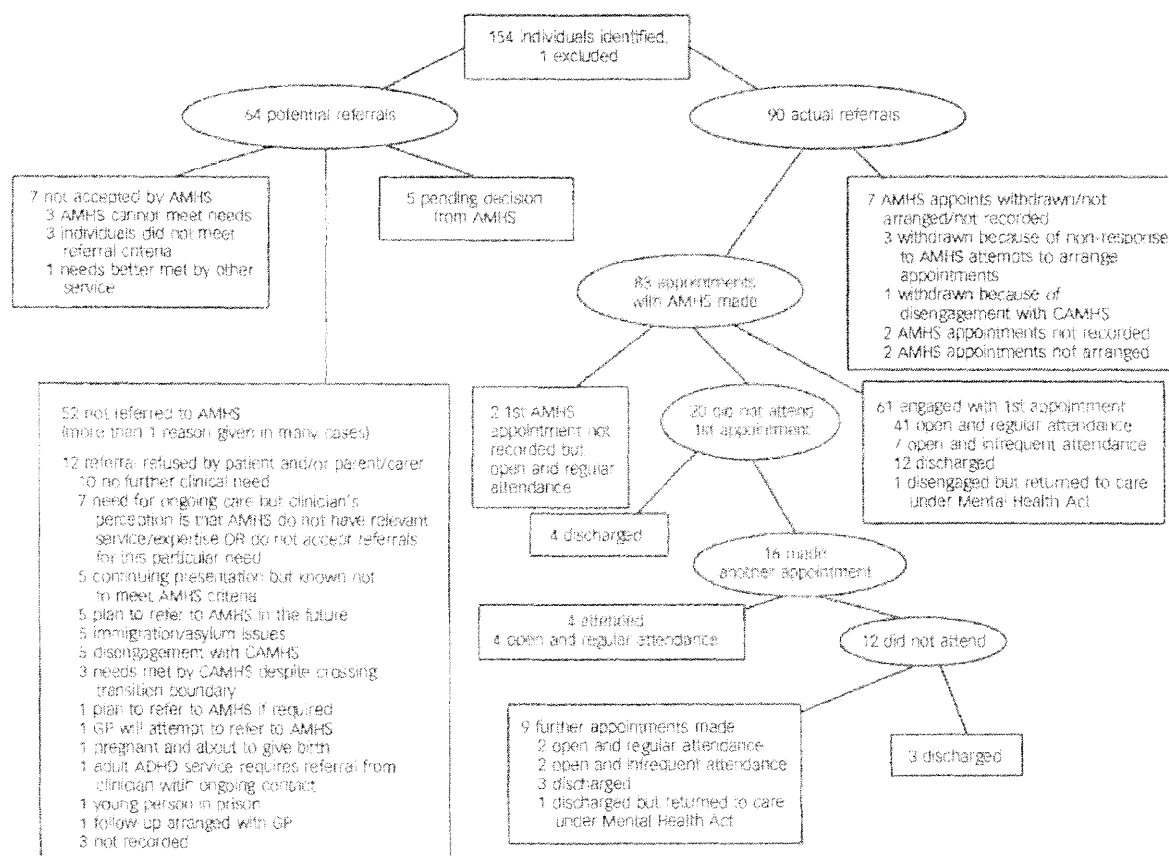 154 individuals identified,
1 excluded
64 potential referrals
90 actual referrals
7 not accepted by AMHS
3 AMHS cannot meet needs
3 individuals did not meet
referral criteria
1 needs better met by other
service
5 pending decision
from AMHS
7 AMHS appoints withdrawn/not
arranged/not recorded
3 withdrawn because of non-response
to AMHS attempts to arrange
appointments
1 withdrawn because of
disengagement with CAMHS
2 AMHS appointments not recorded
2 AMHS appointments not arranged
83 appointments
with AMHS made
52 not referred to AMHS
(more than 1 reason given in many cases)
12 referral refused by patient and/or parent/carer
10 no further clinical need
7 need for ongoing care but clinician's
perception is that AMHS do not have relevant
service/expertise OR do not accept referrals
for this particular need
5 continuing presentation but known not
to meet AMHS criteria
5 plan to refer to AMHS in the future
5 immigration/asylum issues
5 disengagement with CAMHS
3 needs met by CAMHS despite crossing
transition boundary
1 plan to refer to AMHS if required
1 GP will attempt to refer to AMHS
1 pregnant and about to give birth
1 adult ADHD service requires referral from
clinician with ongoing contact
1 young person in prison
1 follow up arranged with GP
3 not recorded
2 1st AMHS
appointment not
recorded but
open and regular
attendance
20 did not attend
1st appointment
61 engaged with 1st appointment
41 open and regular attendance
7 open and infrequent attendance
12 discharged
1 disengaged but returned to care
under Mental Health Act
4 discharged
16 made
another appointment
4 attended
4 open and regular attendance
12 did not attend
9 further appointments made
2 open and regular attendance
2 open and infrequent attendance
3 discharged
1 discharged but returned to care
under Mental Health Act
3 discharged